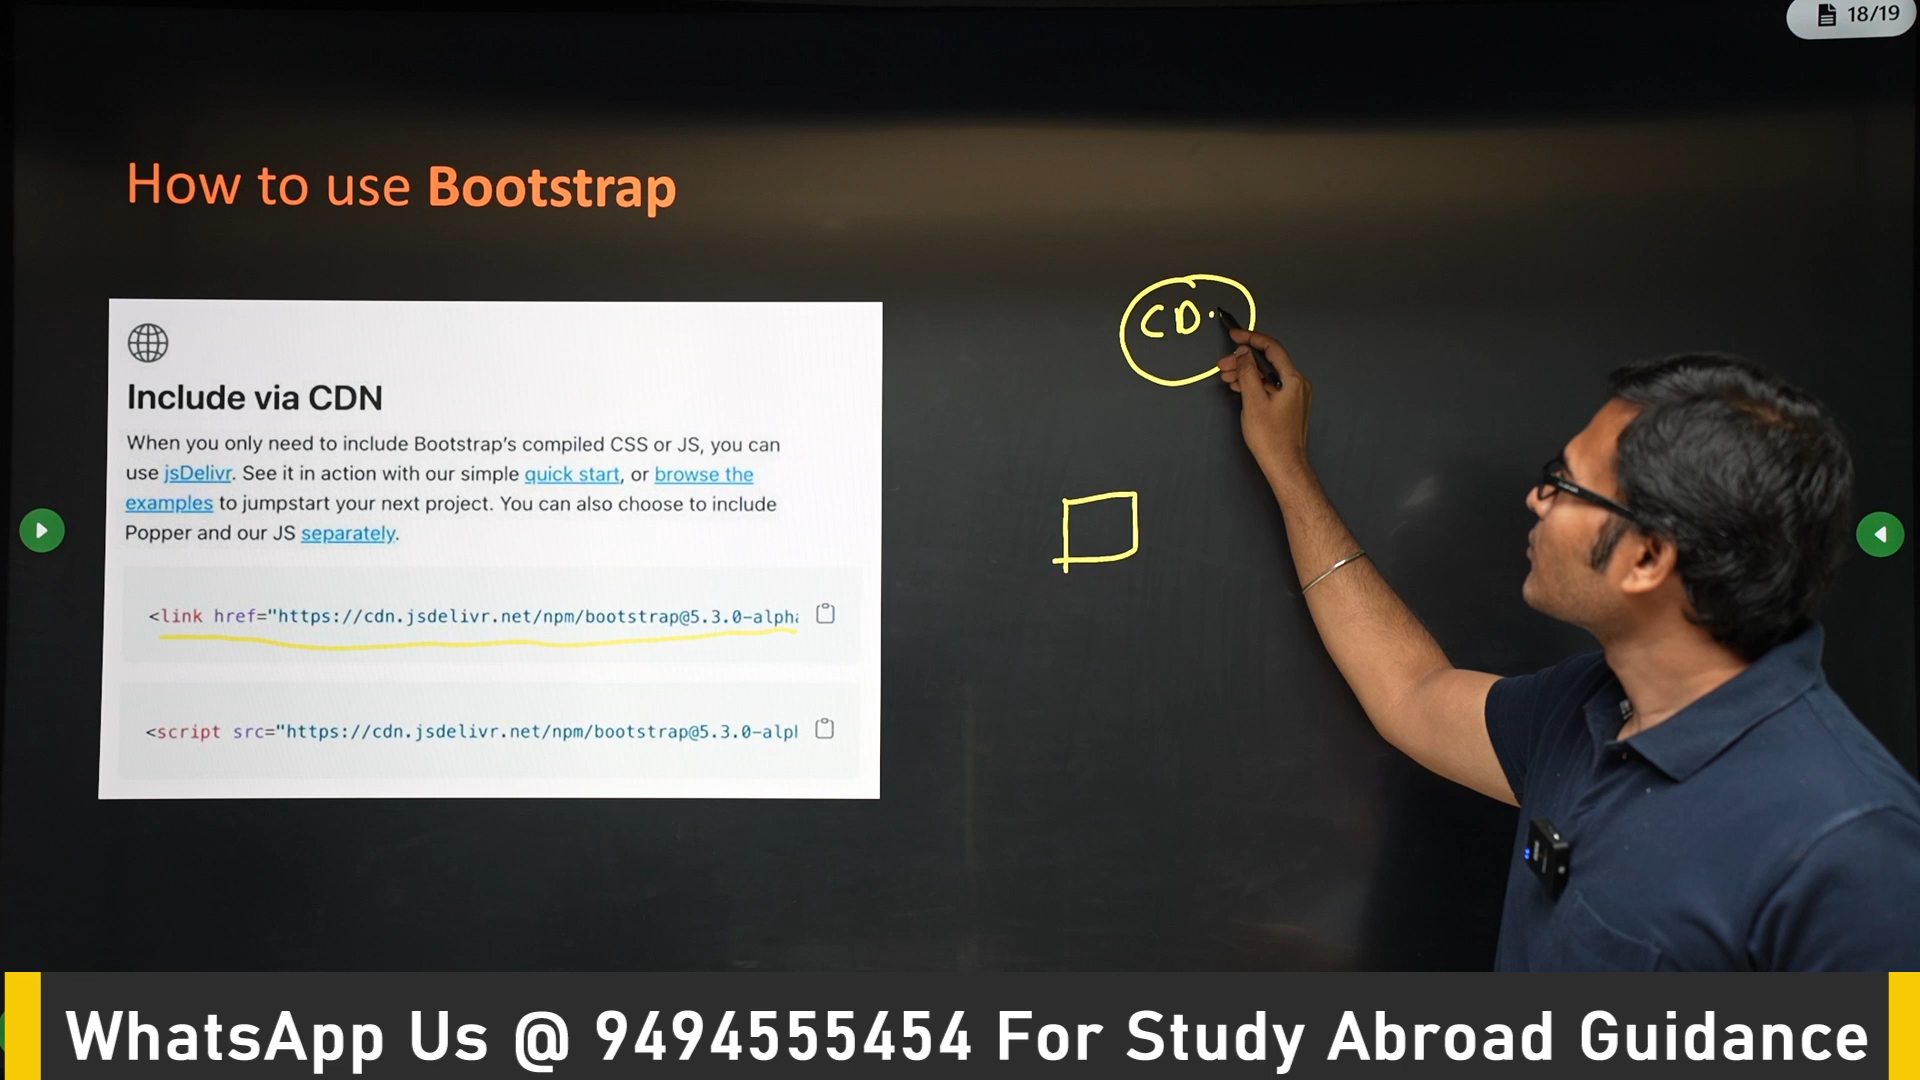 18/19
How to use Bootstrap
CD
Include via CDN
When you only need to include Bootstrap's compiled CSS or JS, you can
use jsDelivr. See it in action with our simple quick start, or browse the
examples to jumpstart your next project. You can also choose to include
Popper and our JS separately.
<link href="https://cdn.jsdelivr.net/npm/bootstrap@5.3.0-alpha
<script src="https://cdn.jsdelivr.net/npm/bootstrap@5.3.0-alpl
WhatsApp Us @ 9494555454 For Study Abroad Guidance